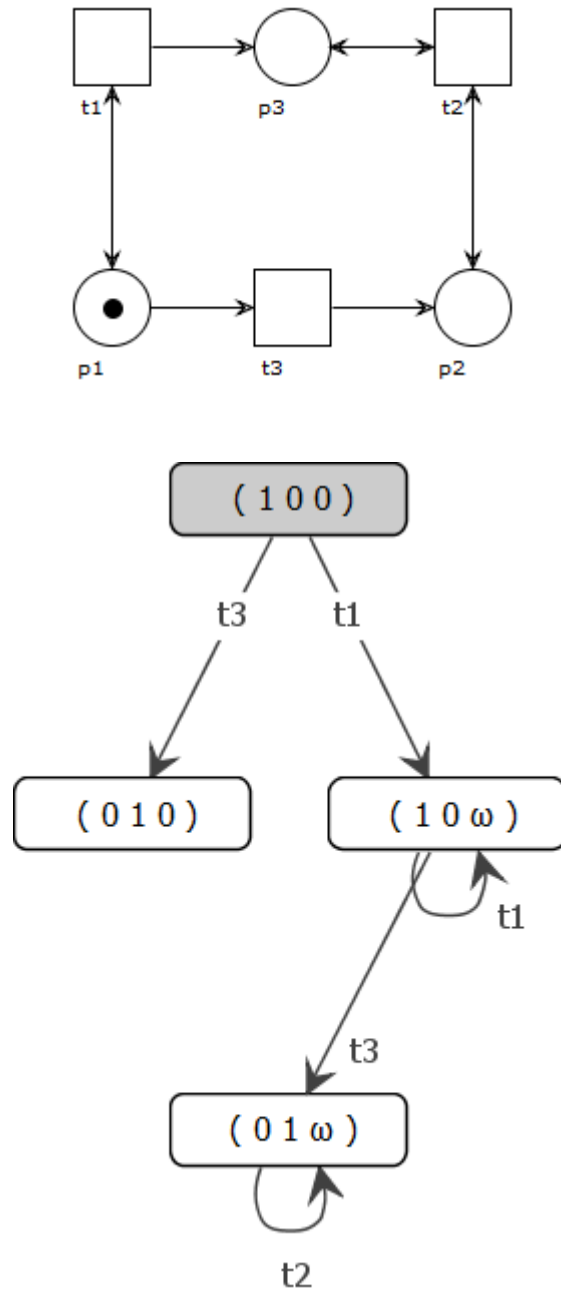 t1 p3 t2
p1 t3 p2
( 1 0 0 )
t3 t1
( 0 1 0 ) ( 1 0 ω )
t1
t3
( 0 1 ω )
t2